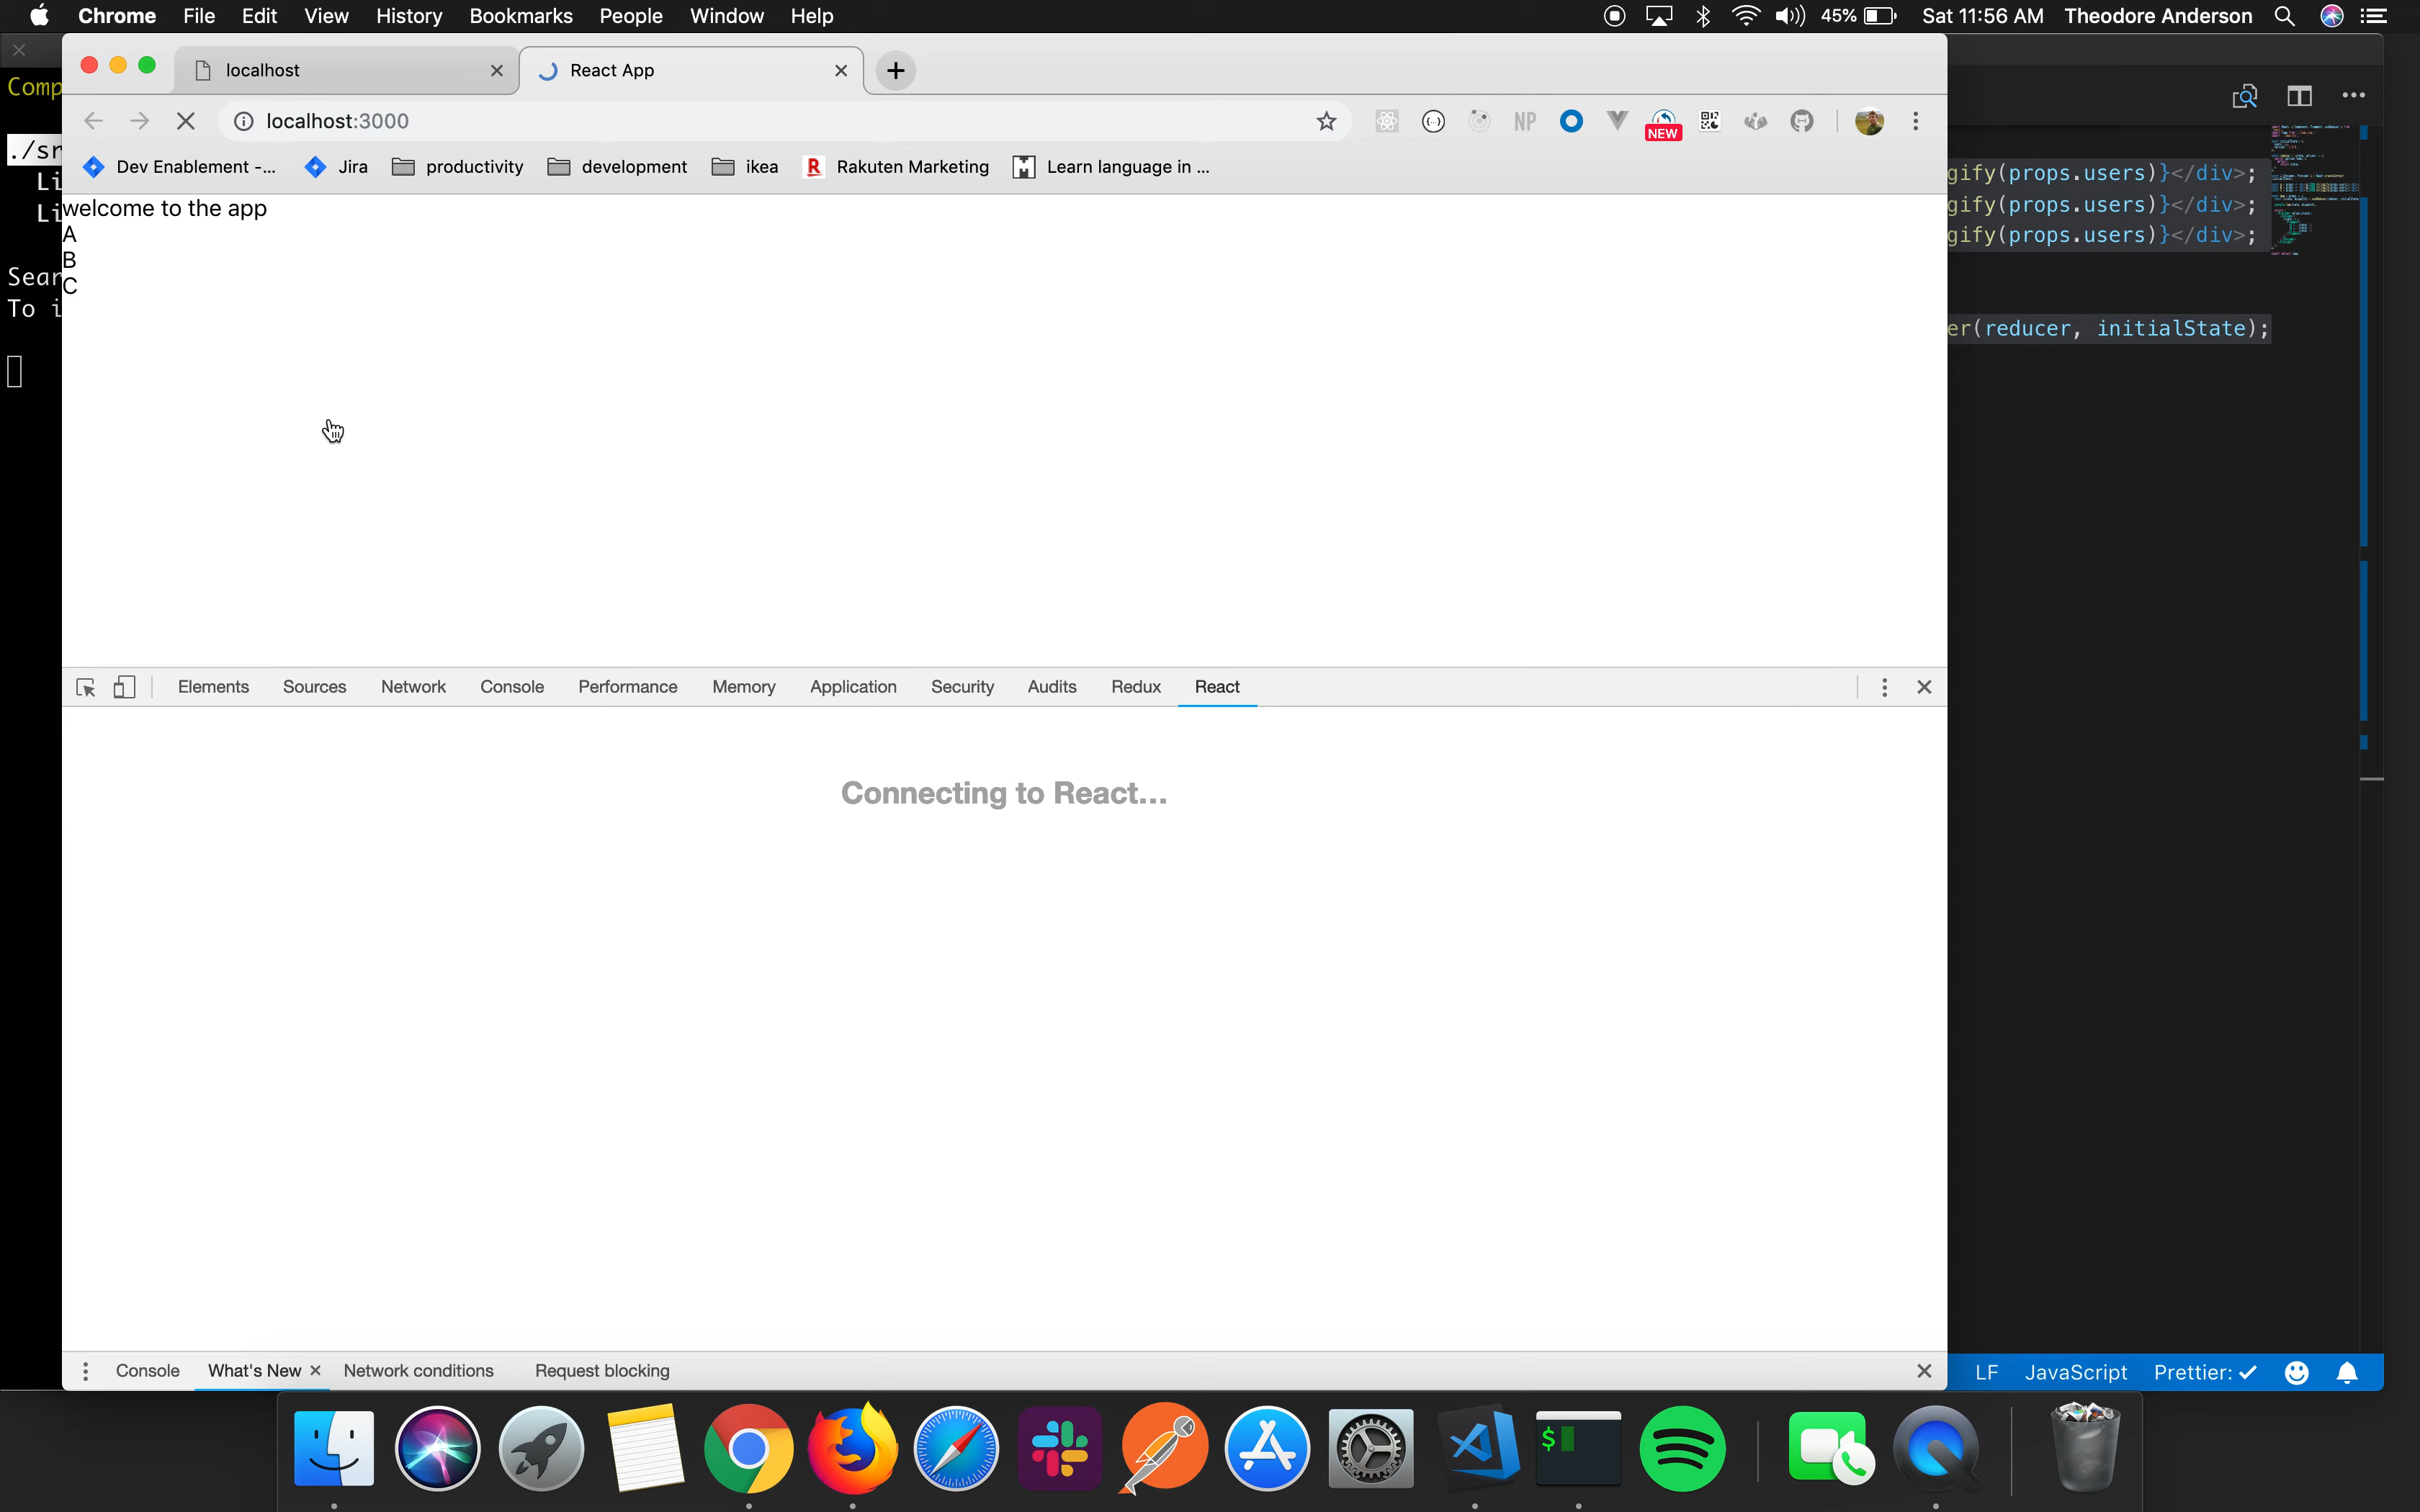 Chrome File Edit View History Bookmarks People Window Help 45% Sat 11:56 AM Theodore Anderson
localhost React App
Comp
localhost:3000 NP NEW
./sr
Dev Enablement -... Jira productivity development ikea Rakuten Marketing Learn language in ...
gify(props.users)}</div>;
Li
gify(props.users)}</div>;
Li
welcome to the app
A
gify(props.users)}</div>;
B
Sear
C
To i
er(reducer, initialState);
Elements Sources Network Console Performance Memory Application Security Audits Redux React
Connecting to React...
Console What's New Network conditions Request blocking
LF JavaScript Prettier: ✓
$